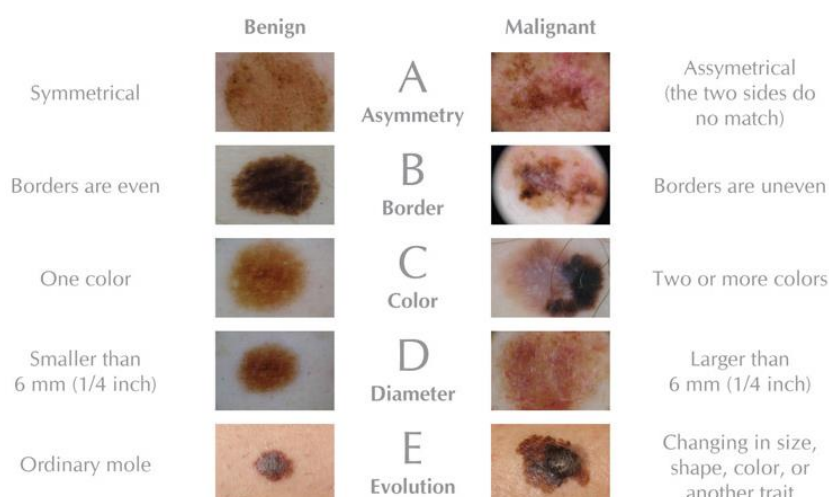 Benign
Malignant
Symmetrical
A
Asymmetry
Assymetrical
(the two sides do
no match)
Borders are even
B
Border
Borders are uneven
One color
C
Color
Two or more colors
Smaller than
6 mm (1/4 inch)
D
Diameter
Larger than
6 mm (1/4 inch)
Ordinary mole
E
Evolution
Changing in size,
shape, color, or
another trait